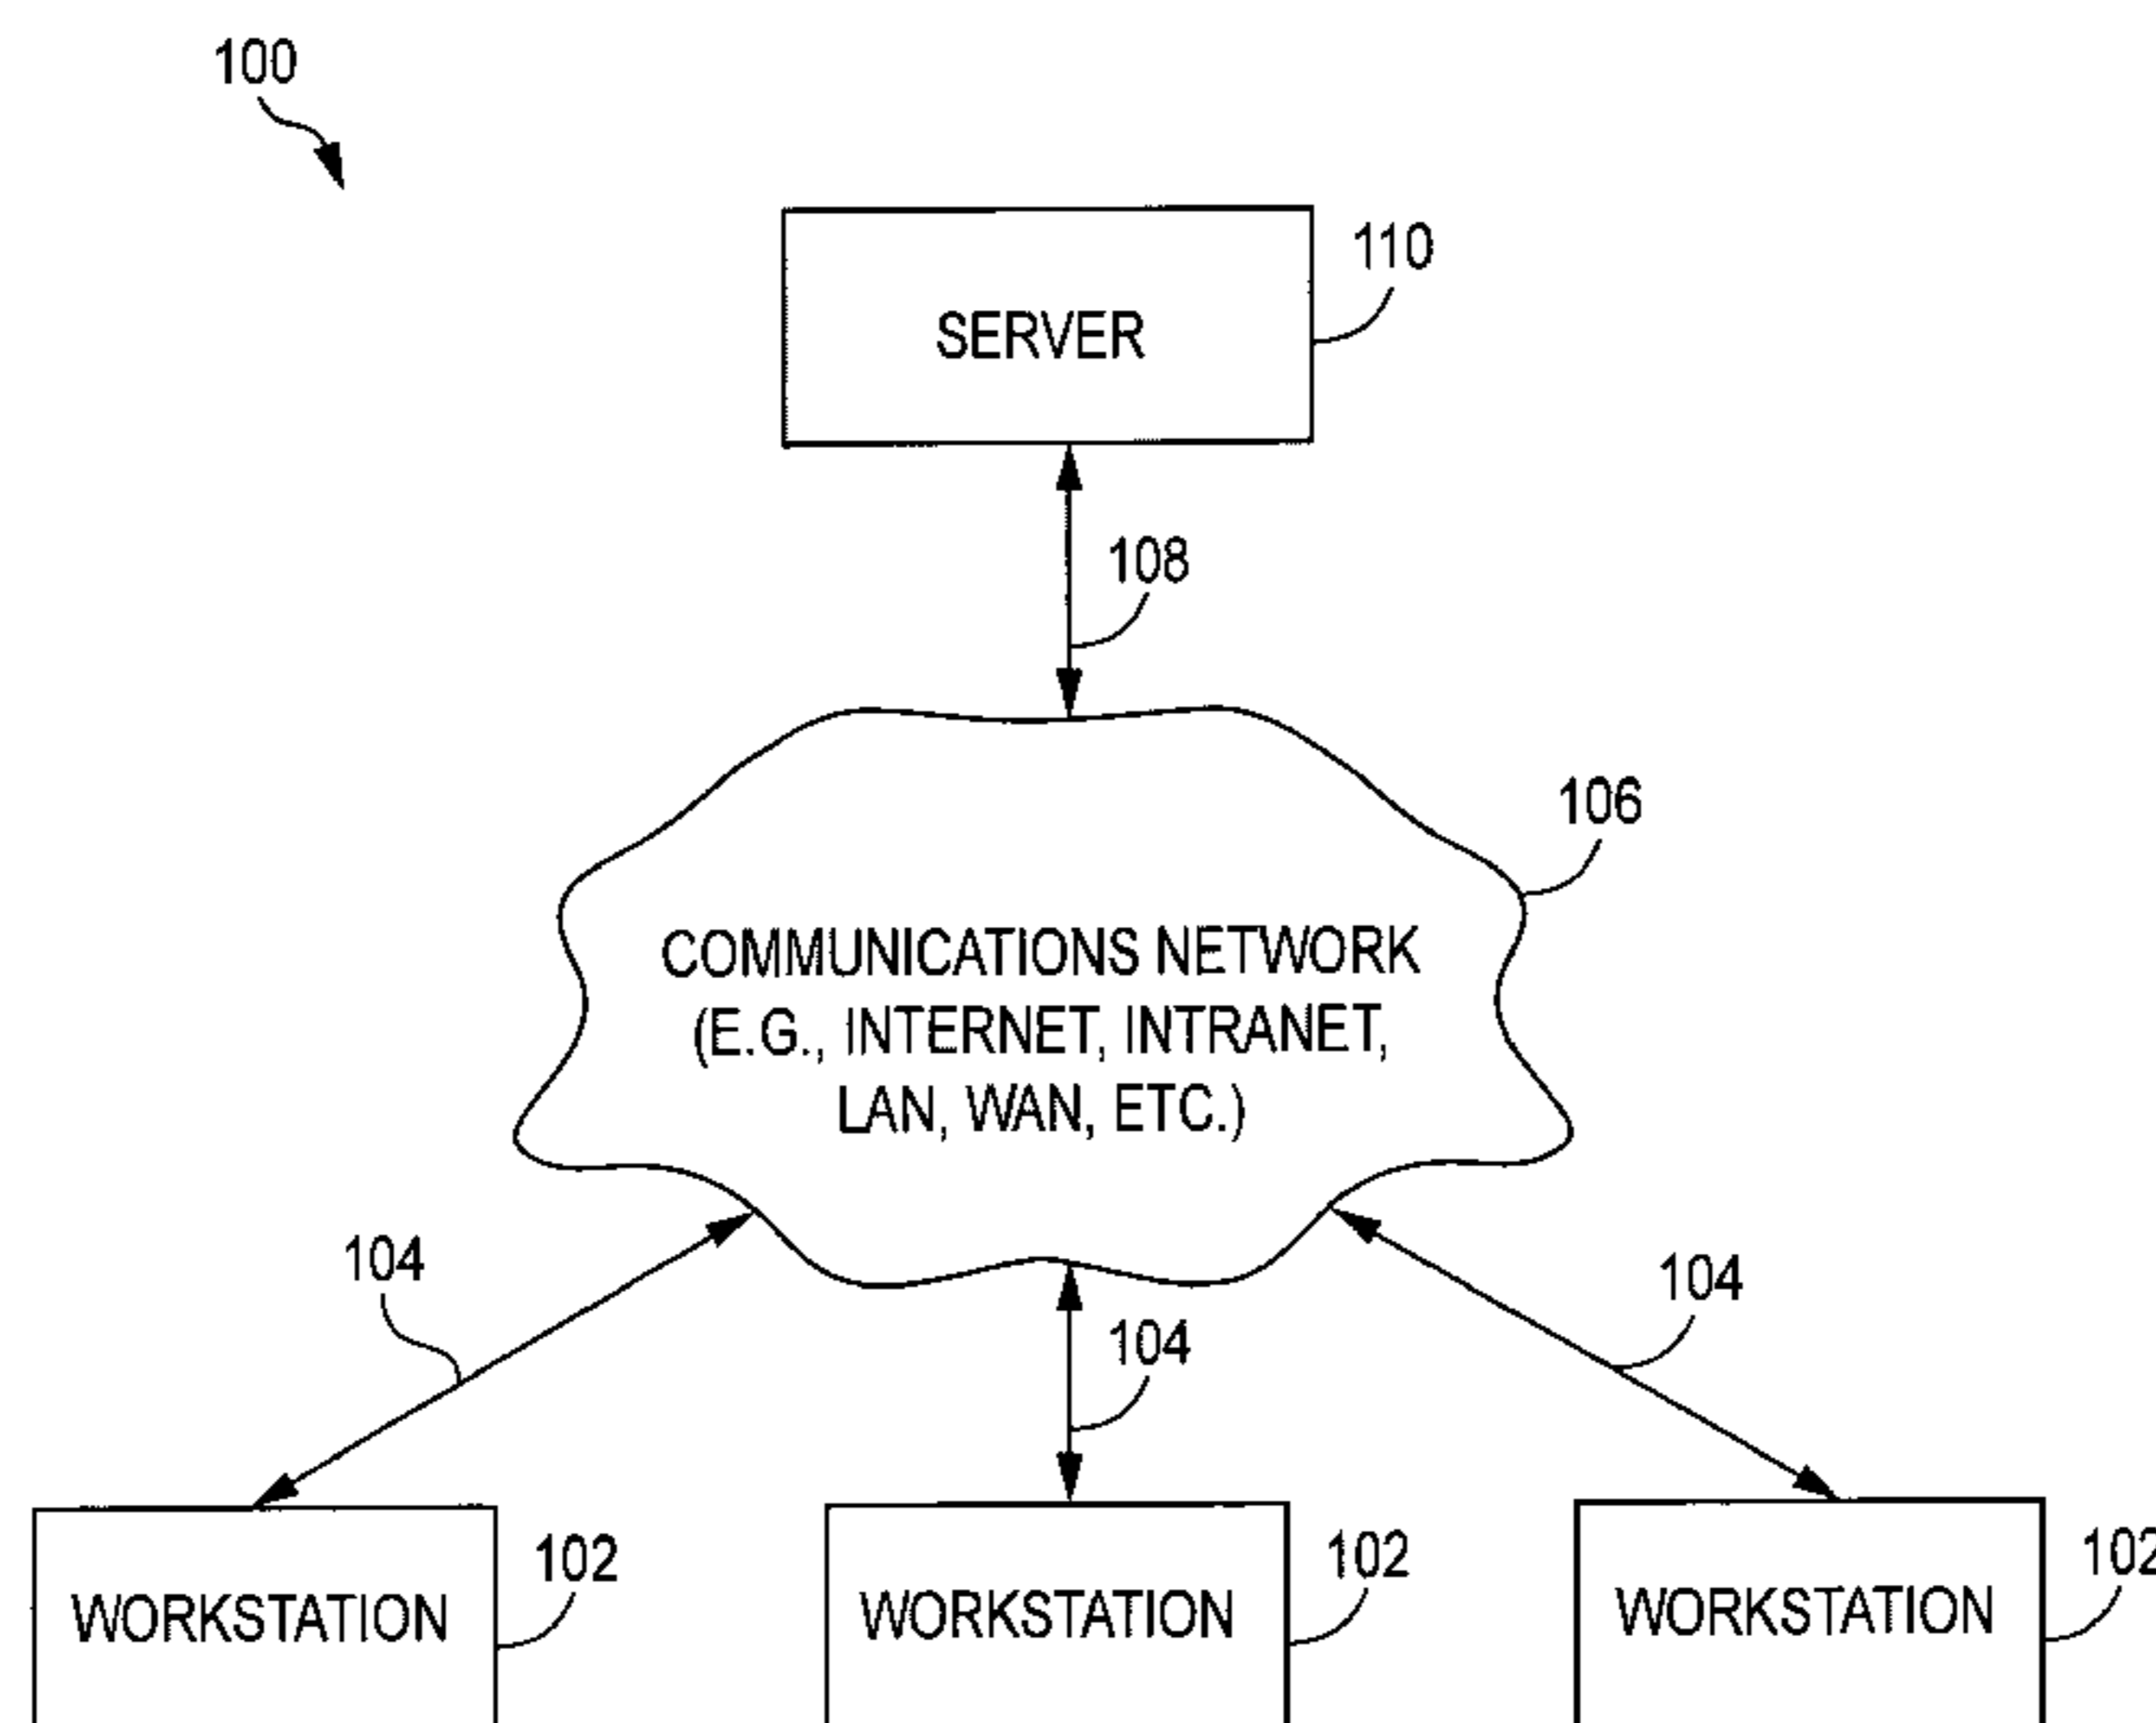 100
110
SERVER
108
106
COMMUNICATIONS NETWORK
(E.G., INTERNET, INTRANET,
LAN, WAN, ETC.)
104
104
104
102
102
102
WORKSTATION
WORKSTATION
WORKSTATION